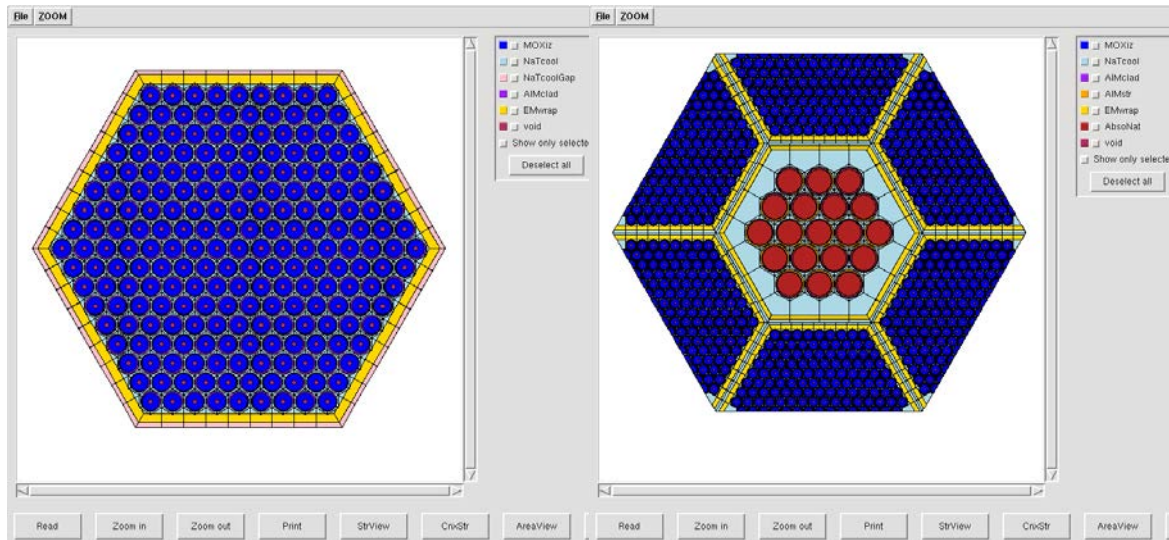 File ZOOM
MOXiz
NaTcool
NaTcoolGap
AIMclad
EMwrap
void
Show only selecte
Deselect all
Read Zoom in Zoom out Print StrView CnxStr AreaView
File ZOOM
MOXiz
NaTcool
AIMclad
AIMstr
EMwrap
AbsoNat
void
Show only selecte
Deselect all
Read Zoom in Zoom out Print StrView CnxStr AreaView